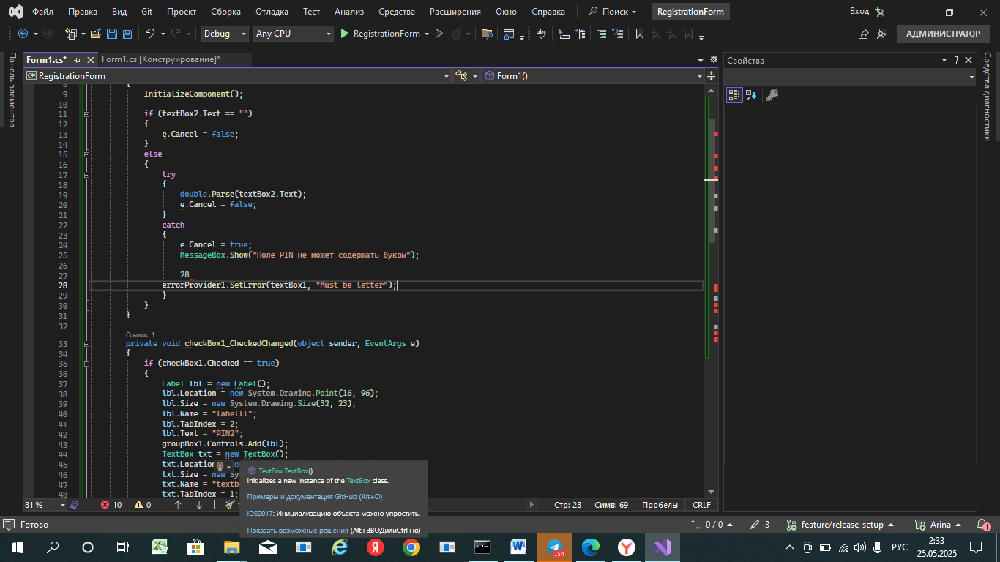 Файл Правка Вид Git Проект Сборка Отладка Тест Анализ Средства Расширения Окно Справка Поиск RegistrationForm Вход
Debug Any CPU RegistrationForm abc АДМИНИСТРАТОР
Панель элементов
Form1.cs* Form1.cs [Конструирование]*
C# RegistrationForm Form1()
8 {
9 InitializeComponent();
10
11 if (textBox2.Text == "")
12 {
13 e.Cancel = false;
14 }
15 else
16 {
17 try
18 {
19 double.Parse(textBox2.Text);
20 e.Cancel = false;
21 }
22 catch
23 {
24 e.Cancel = true;
25 MessageBox.Show("Поле PIN не может содержать буквы");
26
27 28
28 errorProvider1.SetError(textBox1, "Must be letter");
29 }
30 }
31 }
32
Ссылок: 1
33 private void checkBox1_CheckedChanged(object sender, EventArgs e)
34 {
35 if (checkBox1.Checked == true)
36 {
37 Label lbl = new Label();
38 lbl.Location = new System.Drawing.Point(16, 96);
39 lbl.Size = new System.Drawing.Size(32, 23);
40 lbl.Name = "labelll";
41 lbl.TabIndex = 2;
42 lbl.Text = "PIN2";
43 groupBox1.Controls.Add(lbl);
44 TextBox txt = new TextBox();
45 txt.Location
46 txt.Size =
47 txt.Name = "textb
48 txt.TabIndex = 1;
TextBox.TextBox()
Initializes a new instance of the TextBox class.
Примеры и документация GitHub (Alt+O)
IDE0017: Инициализацию объекта можно упростить.
Показать возможные решения (Alt+ВВОДилиCtrl+ю)
Свойства
Средства диагностики
81 % 10 0 Стр: 28 Симв: 69 Пробелы CRLF
Готово 0 / 0 3 feature/release-setup Arina 1
54 РУС 2:33
25.05.2025